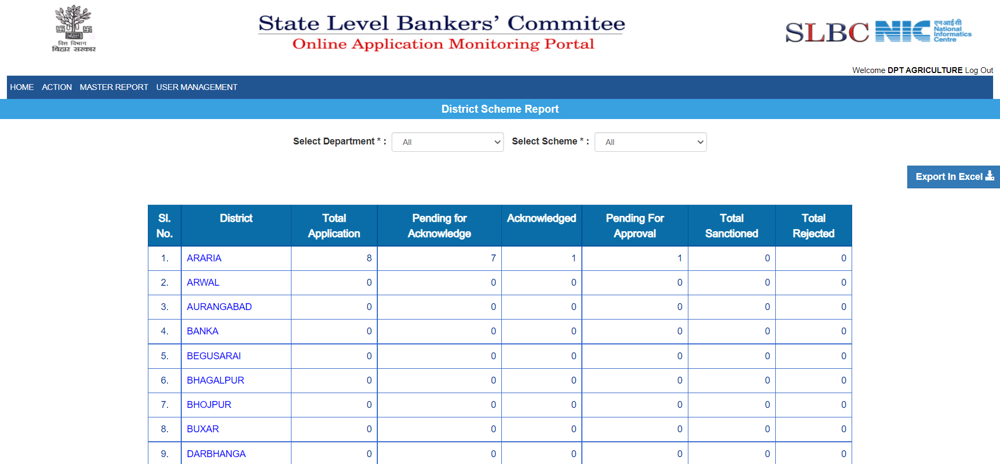 वित्त विभाग
बिहार सरकार
State Level Bankers' Commitee
Online Application Monitoring Portal
SLBC NIC एनआईसी
National
Informatics
Centre
Welcome DPT AGRICULTURE Log Out
HOME ACTION MASTER REPORT USER MANAGEMENT
District Scheme Report
Select Department * : All Select Scheme * : All
Export In Excel
Sl. No. District Total Application Pending for Acknowledge Acknowledged Pending For Approval Total Sanctioned Total Rejected
1. ARARIA 8 7 1 1 0 0
2. ARWAL 0 0 0 0 0 0
3. AURANGABAD 0 0 0 0 0 0
4. BANKA 0 0 0 0 0 0
5. BEGUSARAI 0 0 0 0 0 0
6. BHAGALPUR 0 0 0 0 0 0
7. BHOJPUR 0 0 0 0 0 0
8. BUXAR 0 0 0 0 0 0
9. DARBHANGA 0 0 0 0 0 0